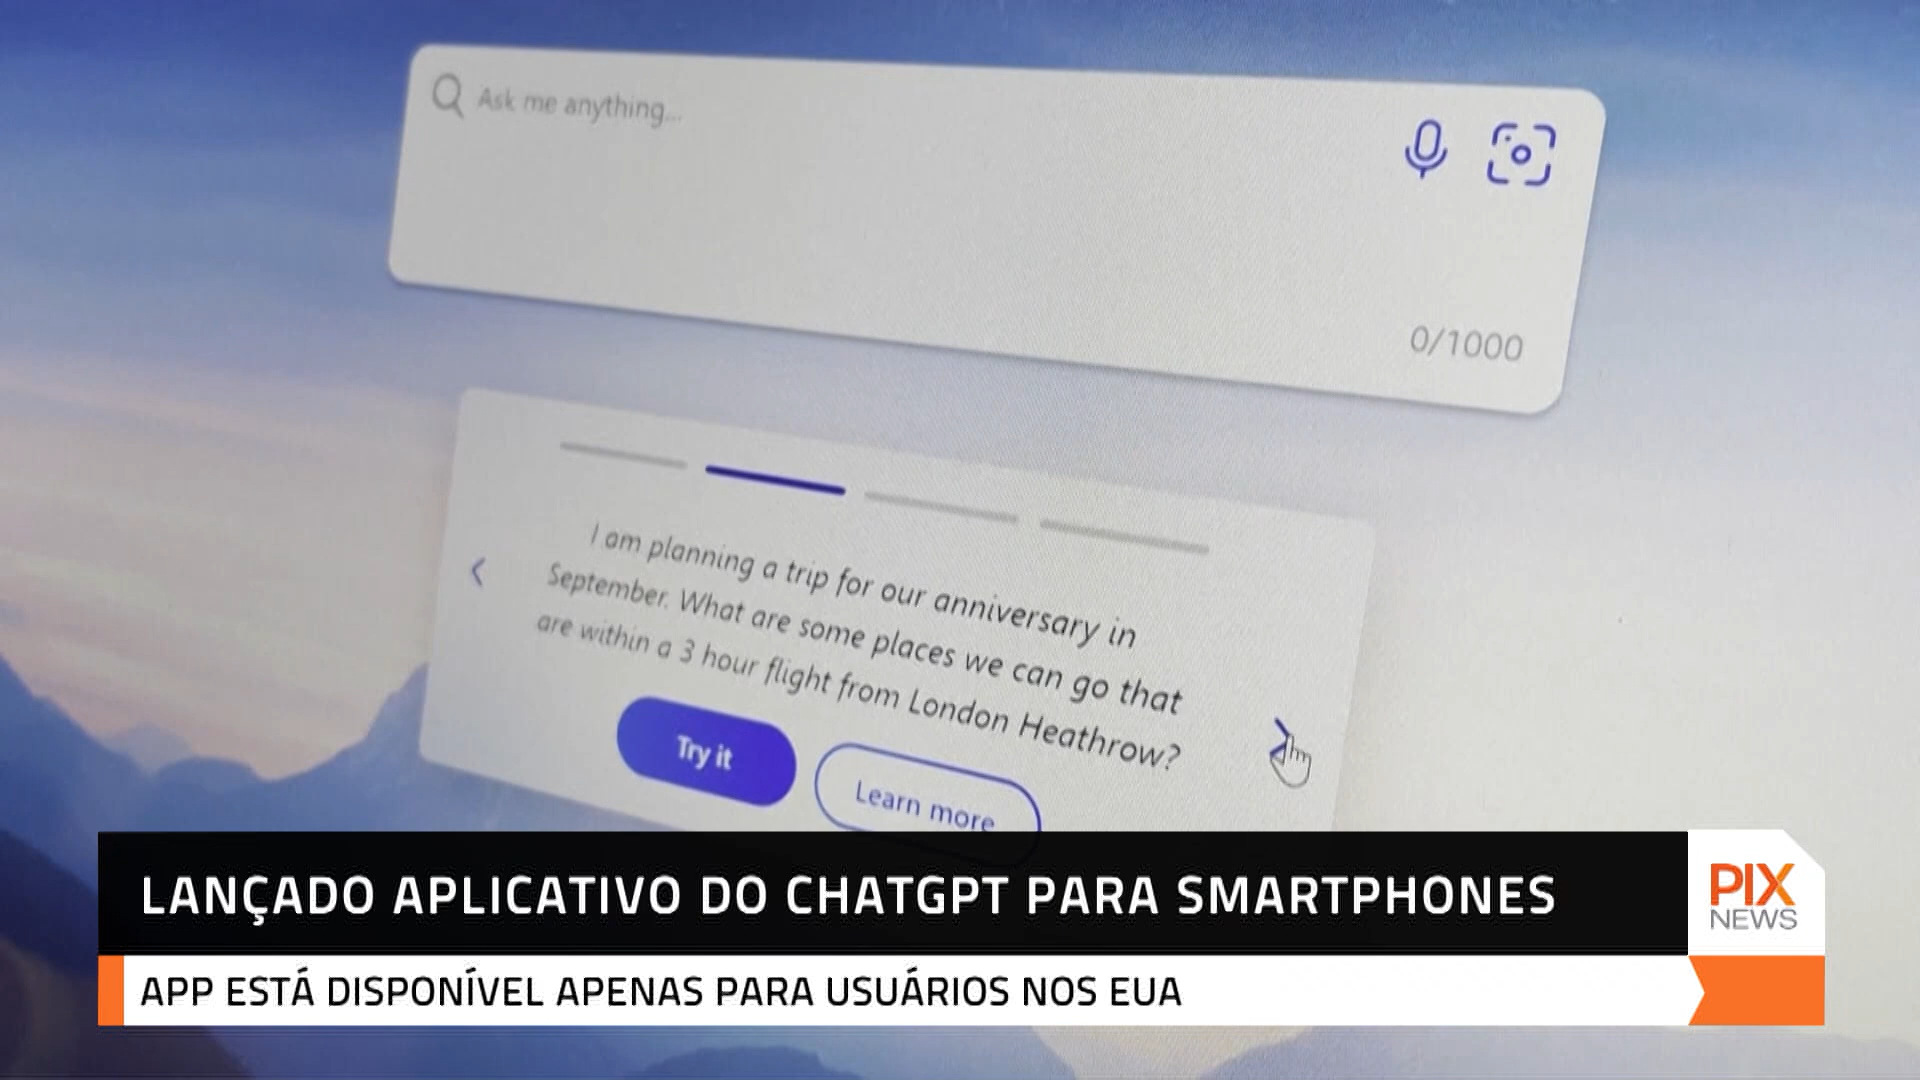 Ask me anything...
0/1000
I am planning a trip for our anniversary in
September. What are some places we can go that
are within a 3 hour flight from London Heathrow?
Try it
Learn more
LANÇADO APLICATIVO DO CHATGPT PARA SMARTPHONES
PIX
NEWS
APP ESTÁ DISPONÍVEL APENAS PARA USUÁRIOS NOS EUA